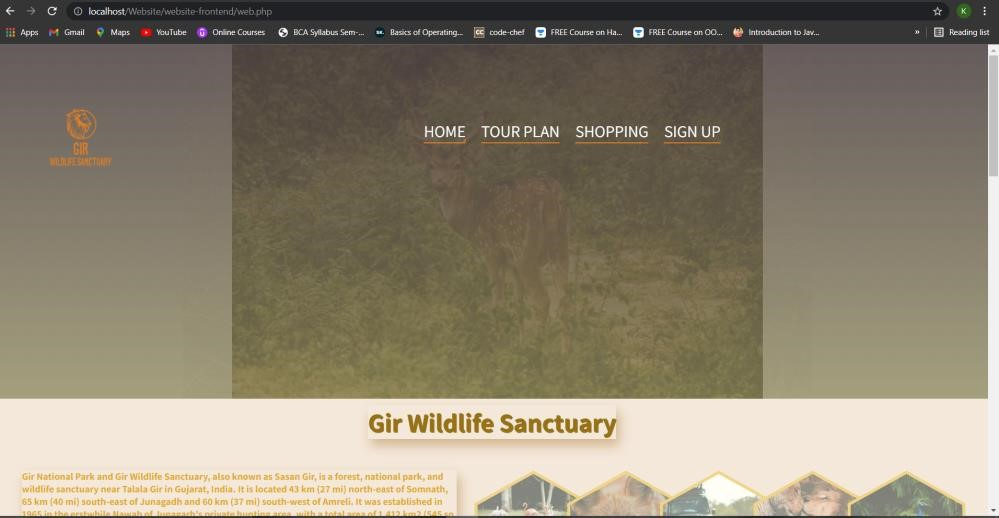 localhost/Website/website-frontend/web.php
K
Apps Gmail Maps YouTube Online Courses BCA Syllabus Sem-... SK. Basics of Operating... CC code-chef FREE Course on Ha... FREE Course on OO... Introduction to Jav... » Reading list
HOME TOUR PLAN SHOPPING SIGN UP
GIR
WILDLIFE SANCTUARY
Gir Wildlife Sanctuary
Gir National Park and Gir Wildlife Sanctuary, also known as Sasan Gir, is a forest, national park, and
wildlife sanctuary near Talala Gir in Gujarat, India. It is located 43 km (27 mi) north-east of Somnath,
65 km (40 mi) south-east of Junagadh and 60 km (37 mi) south-west of Amreli. It was established in
1965 in the erstwhile Nawab of Junagarh's private hunting area, with a total area of 1,412 km2 (545 sq